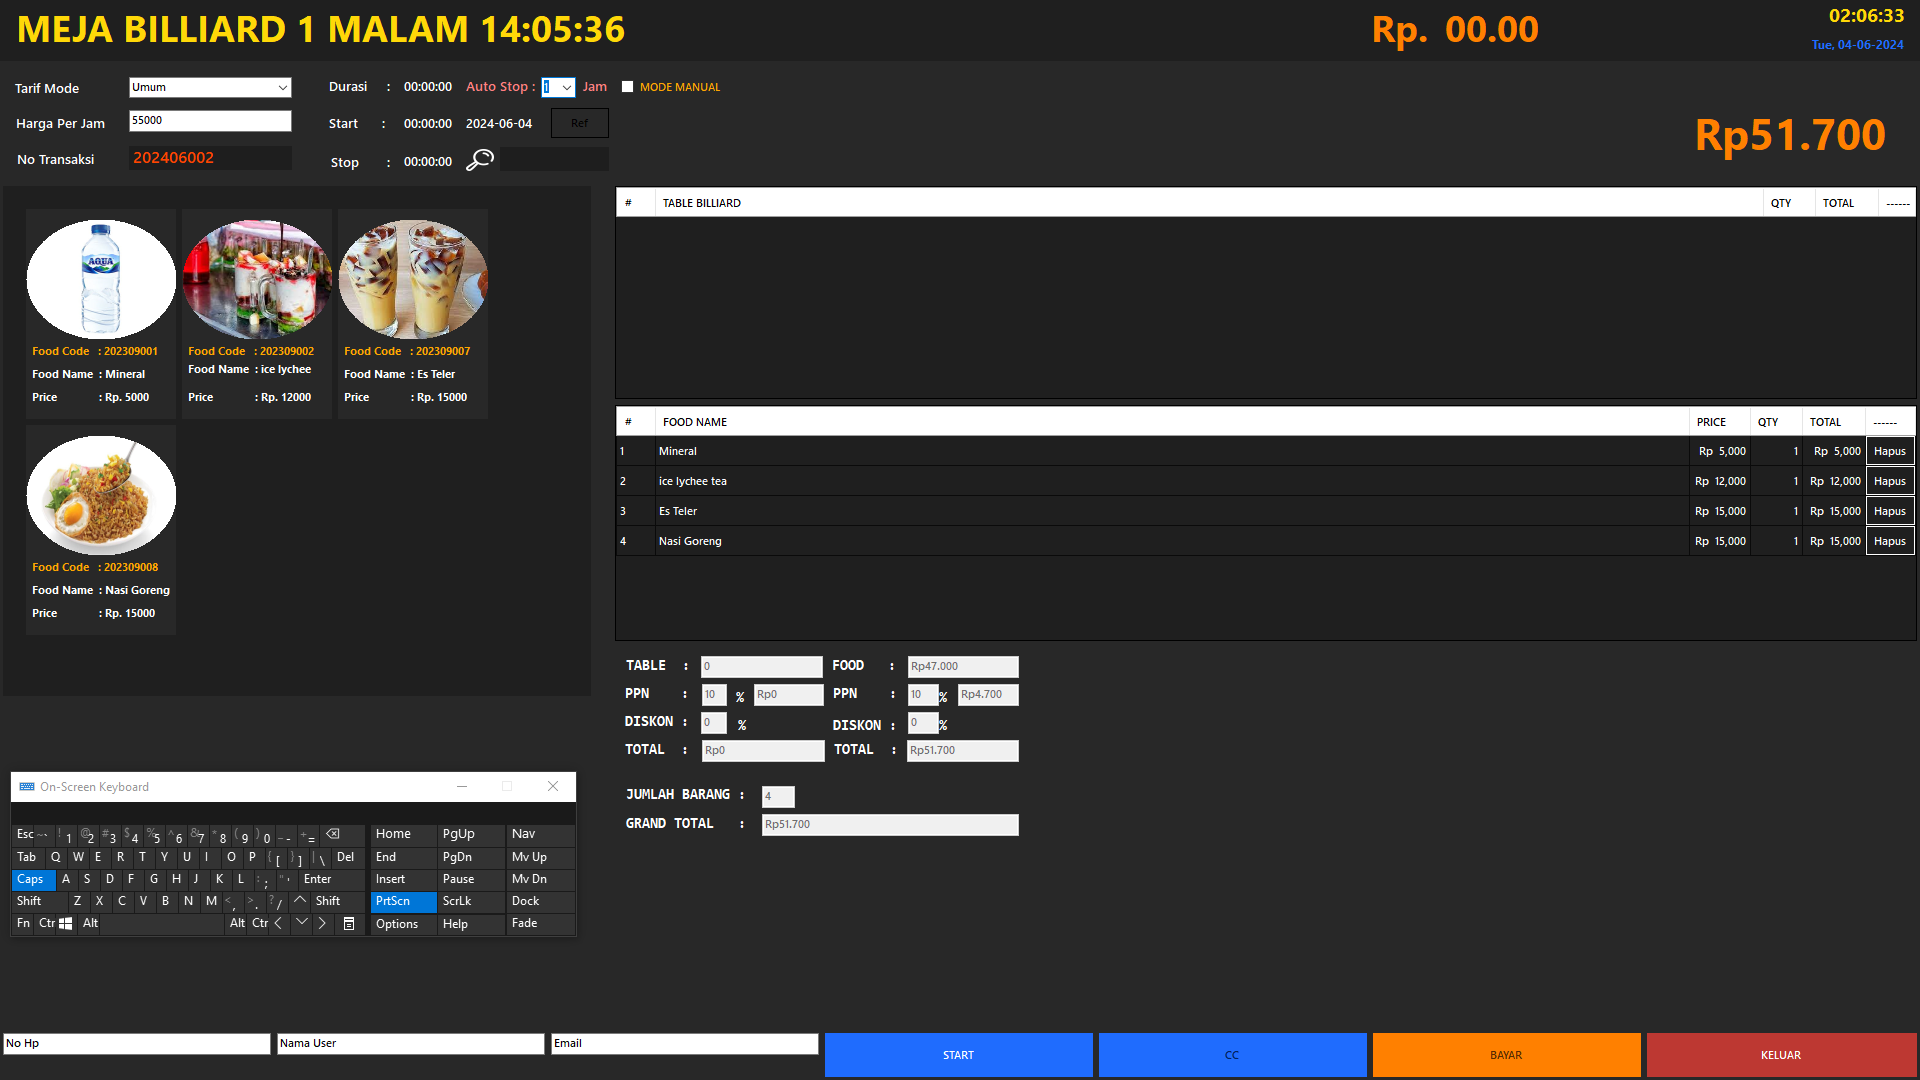 MEJA BILLIARD 1 MALAM 14:05:36
Rp. 00.00
02:06:33
Tue, 04-06-2024
Tarif Mode Umum
Harga Per Jam 55000
No Transaksi 202406002
Durasi : 00:00:00 Auto Stop : 1 Jam MODE MANUAL
Start : 00:00:00 2024-06-04 Ref
Stop : 00:00:00
Rp51.700
AQUA
Food Code : 202309001
Food Name : Mineral
Price : Rp. 5000
Food Code : 202309002
Food Name : ice lychee
Price : Rp. 12000
Food Code : 202309007
Food Name : Es Teler
Price : Rp. 15000
Food Code : 202309008
Food Name : Nasi Goreng
Price : Rp. 15000
# TABLE BILLIARD QTY TOTAL ------
# FOOD NAME PRICE QTY TOTAL ------
1 Mineral Rp 5,000 1 Rp 5,000 Hapus
2 ice lychee tea Rp 12,000 1 Rp 12,000 Hapus
3 Es Teler Rp 15,000 1 Rp 15,000 Hapus
4 Nasi Goreng Rp 15,000 1 Rp 15,000 Hapus
TABLE : 0 FOOD : Rp47.000
PPN : 10 % Rp0 PPN : 10 % Rp4.700
DISKON : 0 % DISKON : 0 %
TOTAL : Rp0 TOTAL : Rp51.700
JUMLAH BARANG : 4
GRAND TOTAL : Rp51.700
On-Screen Keyboard
Esc ~ ` ! 1 @ 2 # 3 $ 4 % 5 ^ 6 & 7 * 8 ( 9 ) 0 _ - + = Home PgUp Nav
Tab Q W E R T Y U I O P { [ } ] | \ Del End PgDn Mv Up
Caps A S D F G H J K L : ; " ' Enter Insert Pause Mv Dn
Shift Z X C V B N M < , > . ? / Shift PrtScn ScrLk Dock
Fn Ctr Alt Alt Ctr Options Help Fade
No Hp Nama User Email START CC BAYAR KELUAR